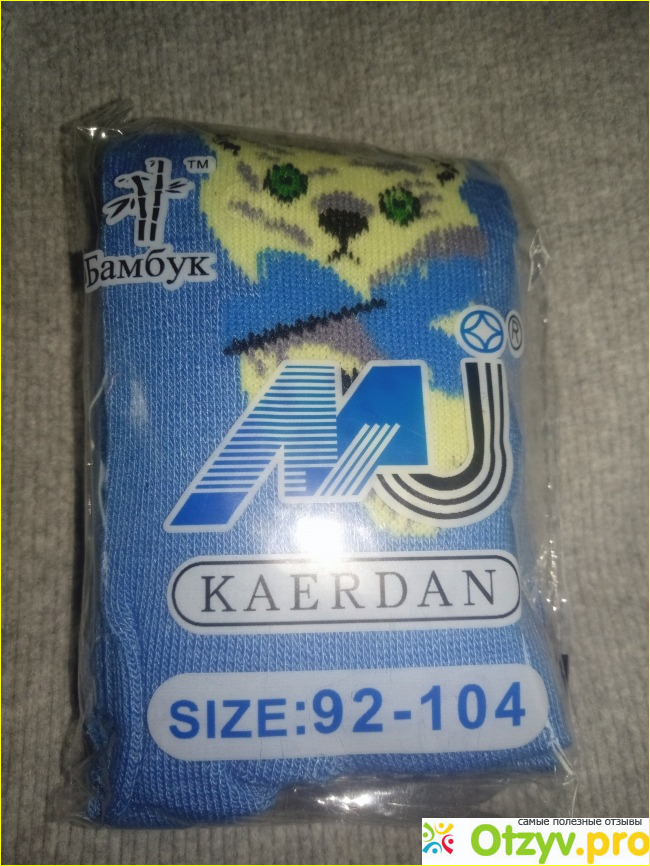 TM
Бамбук
MJ ®
KAERDAN
SIZE:92-104
самые полезные отзывы
Otzyv.pro